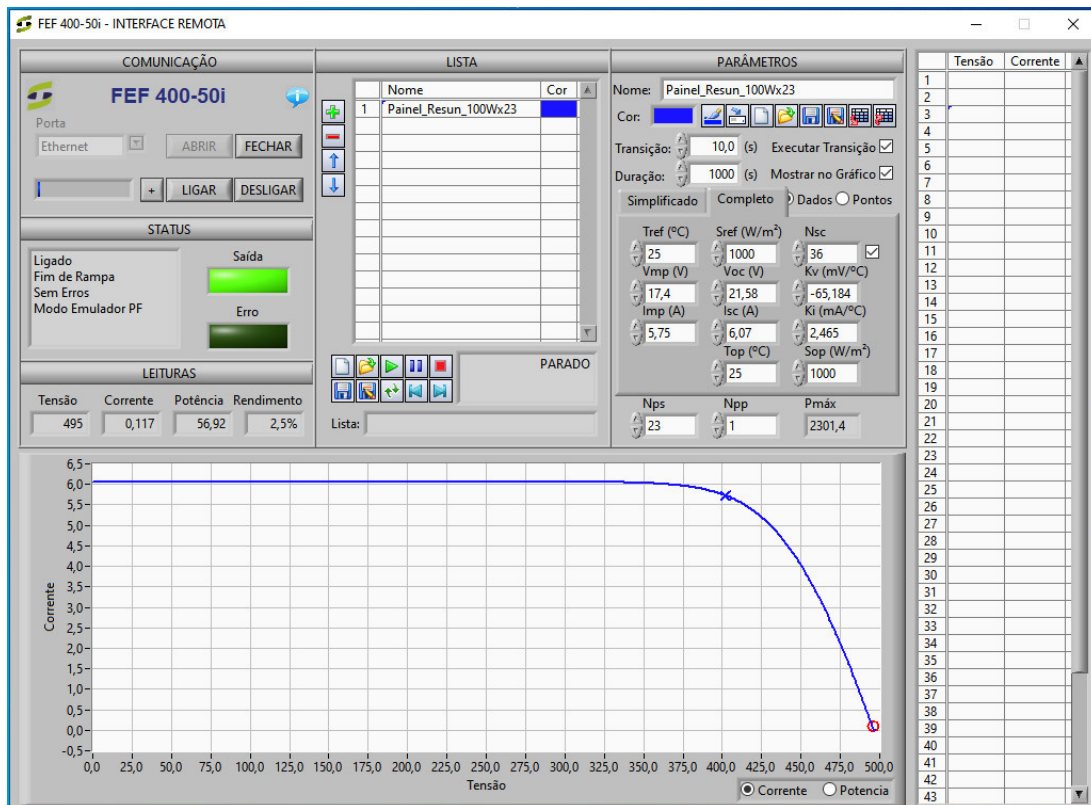 FEF 400-50i - INTERFACE REMOTA
COMUNICAÇÃO
FEF 400-50i
Porta
Ethernet
ABRIR
FECHAR
+
LIGAR
DESLIGAR
STATUS
Ligado
Fim de Rampa
Sem Erros
Modo Emulador PF
Saída
Erro
LEITURAS
Tensão Corrente Potência Rendimento
495 0,117 56,92 2,5%
LISTA
Nome Cor
1 Painel_Resun_100Wx23
PARADO
Lista:
PARÂMETROS
Nome: Painel_Resun_100Wx23
Cor:
Transição: 10,0 (s) Executar Transição
Duração: 1000 (s) Mostrar no Gráfico
Simplificado Completo Dados Pontos
Tref (ºC) Sref (W/m²) Nsc
25 1000 36
Vmp (V) Voc (V) Kv (mV/ºC)
17,4 21,58 -65,184
Imp (A) Isc (A) Ki (mA/ºC)
5,75 6,07 2,465
Top (ºC) Sop (W/m²)
25 1000
Nps Npp Pmáx
23 1 2301,4
Corrente
6,5
6,0
5,5
5,0
4,5
4,0
3,5
3,0
2,5
2,0
1,5
1,0
0,5
0,0
-0,5
0,0 25,0 50,0 75,0 100,0 125,0 150,0 175,0 200,0 225,0 250,0 275,0 300,0 325,0 350,0 375,0 400,0 425,0 450,0 475,0 500,0
Tensão
Corrente Potencia
Tensão Corrente
1
2
3
4
5
6
7
8
9
10
11
12
13
14
15
16
17
18
19
20
21
22
23
24
25
26
27
28
29
30
31
32
33
34
35
36
37
38
39
40
41
42
43